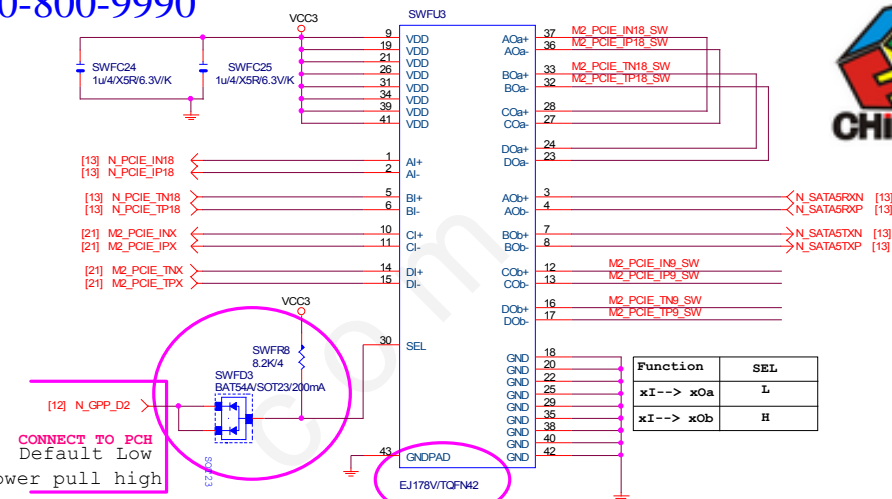 0-800-9990
SWFU3
VCC3
9 VDD
19 VDD
21 VDD
26 VDD
31 VDD
34 VDD
39 VDD
41 VDD
SWFC24
1u/4/X5R/6.3V/K
SWFC25
1u/4/X5R/6.3V/K
AOa+ 37 M2_PCIE_IN18_SW
AOa- 36 M2_PCIE_IP18_SW
BOa+ 33 M2_PCIE_TN18_SW
BOa- 32 M2_PCIE_TP18_SW
COa+ 28
COa- 27
DOa+ 24
DOa- 23
CHi
[13] N_PCIE_IN18 1 AI+
[13] N_PCIE_IP18 2 AI-
[13] N_PCIE_TN18 5 BI+
[13] N_PCIE_TP18 6 BI-
[21] M2_PCIE_INX 10 CI+
[21] M2_PCIE_IPX 11 CI-
[21] M2_PCIE_TNX 14 DI+
[21] M2_PCIE_TPX 15 DI-
AOb+ 3 N_SATA5RXN [13]
AOb- 4 N_SATA5RXP [13]
BOb+ 7 N_SATA5TXN [13]
BOb- 8 N_SATA5TXP [13]
COb+ 12 M2_PCIE_IN9_SW
COb- 13 M2_PCIE_IP9_SW
DOb+ 16 M2_PCIE_TN9_SW
DOb- 17 M2_PCIE_TP9_SW
VCC3
30 SEL
SWFR8
8.2K/4
SWFD3
BAT54A/SOT23/200mA
[12] N_GPP_D2
SOT23
CONNECT TO PCH
Default Low
ower pull high
GND 18
GND 20
GND 22
GND 25
GND 29
GND 35
GND 38
GND 40
GND 42
43 GNDPAD
EJ178V/TQFN42
Function SEL
xI--> xOa L
xI--> xOb H
com